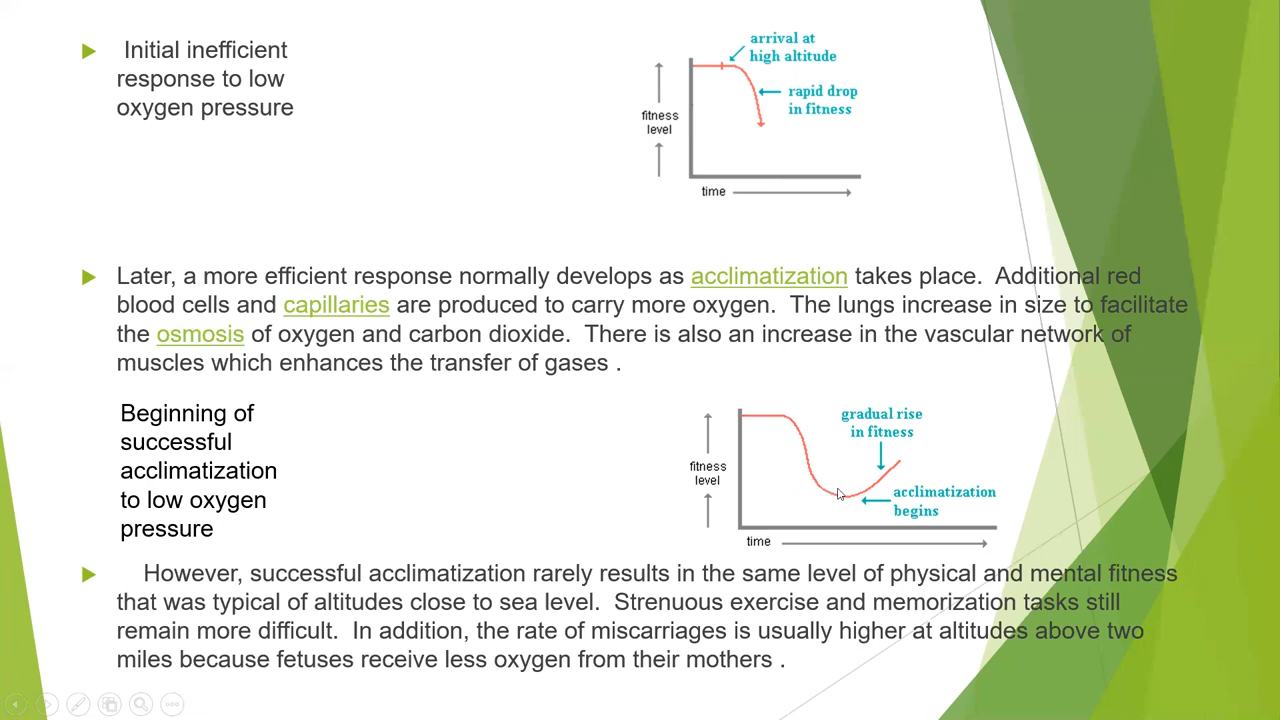 Initial inefficient
response to low
oxygen pressure
arrival at
high altitude
rapid drop
in fitness
fitness
level
time
Later, a more efficient response normally develops as acclimatization takes place. Additional red
blood cells and capillaries are produced to carry more oxygen. The lungs increase in size to facilitate
the osmosis of oxygen and carbon dioxide. There is also an increase in the vascular network of
muscles which enhances the transfer of gases .
Beginning of
successful
acclimatization
to low oxygen
pressure
gradual rise
in fitness
fitness
level
acclimatization
begins
time
However, successful acclimatization rarely results in the same level of physical and mental fitness
that was typical of altitudes close to sea level. Strenuous exercise and memorization tasks still
remain more difficult. In addition, the rate of miscarriages is usually higher at altitudes above two
miles because fetuses receive less oxygen from their mothers .